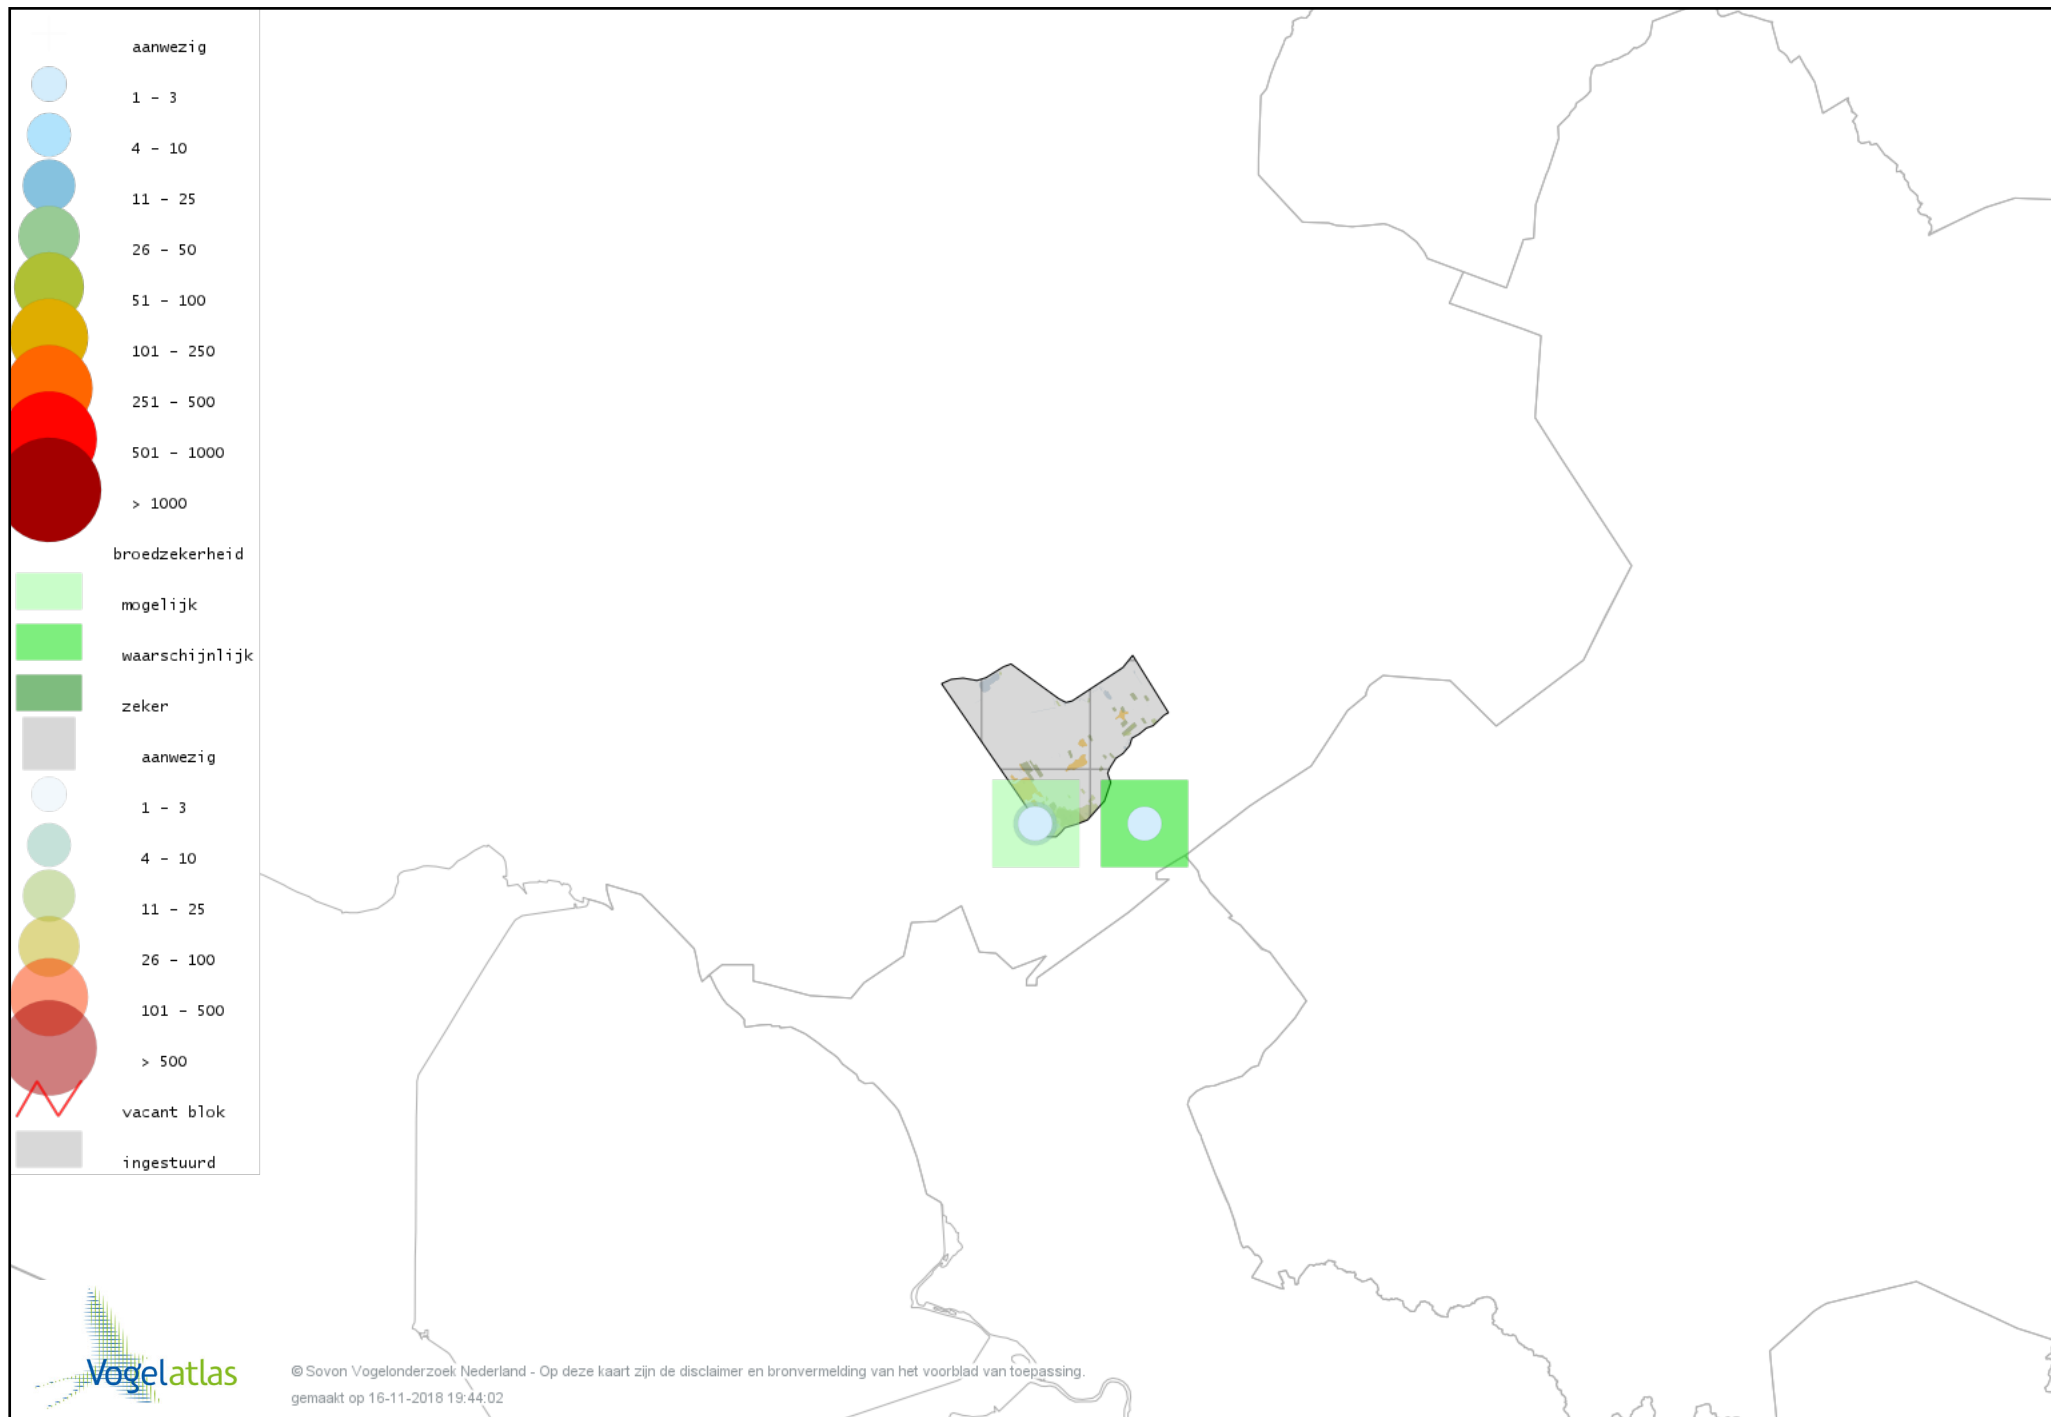 aanwezig
1 - 3
4 - 10
11 - 25
26 - 50
51 - 100
101 - 250
251 - 500
501 - 1000
> 1000
broedzekerheid
mogelijk
waarschijnlijk
zeker
aanwezig
1 - 3
4 - 10
11 - 25
26 - 100
101 - 500
> 500
vacant blok
ingestuurd
Vogelatlas
© Sovon Vogelonderzoek Nederland - Op deze kaart zijn de disclaimer en bronvermelding van het voorblad van toepassing.
gemaakt op 16-11-2018 19:44:02